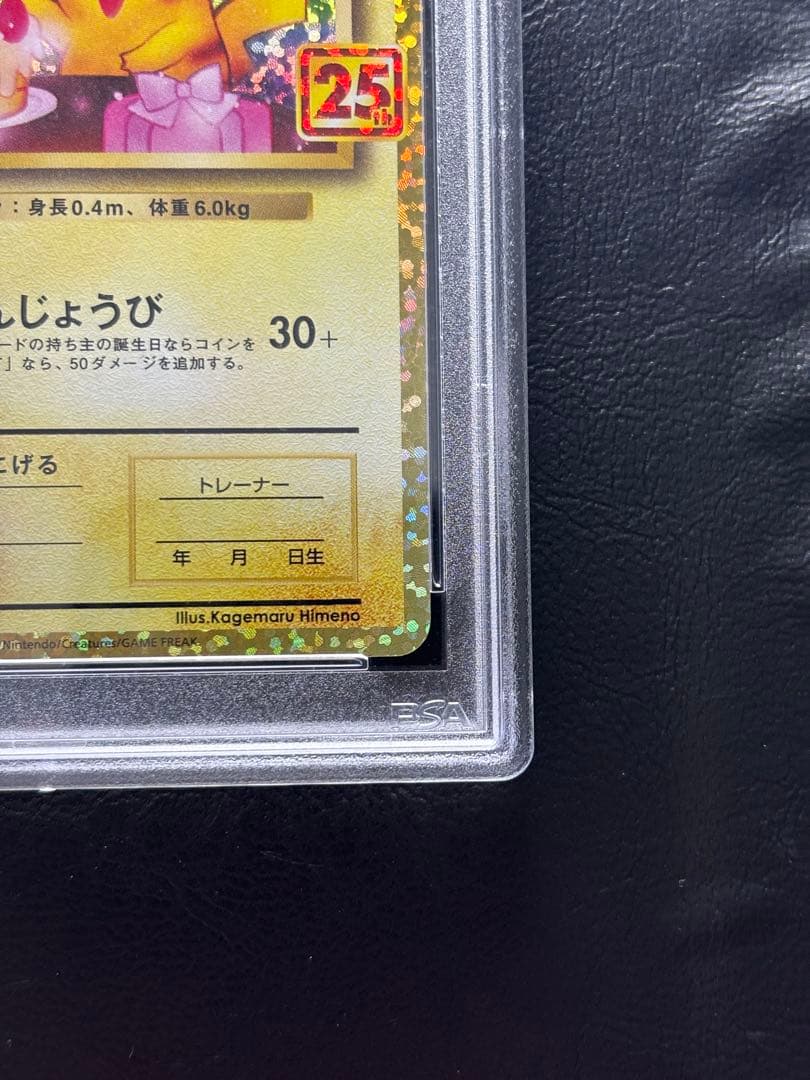 25th
：身長0.4m、体重6.0kg
んじょうび
30+
ードの持ち主の誕生日ならコインを
」なら、50ダメージを追加する。
にげる
トレーナー
年 月 日生
Illus.Kagemaru Himeno
/Nintendo/Creatures/GAME FREAK.
PSA